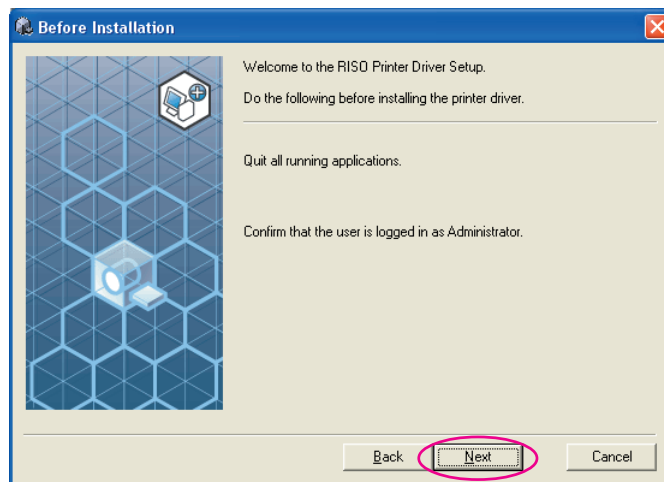 Before Installation
Welcome to the RISO Printer Driver Setup.
Do the following before installing the printer driver.
Quit all running applications.
Confirm that the user is logged in as Administrator.
Back
Next
Cancel